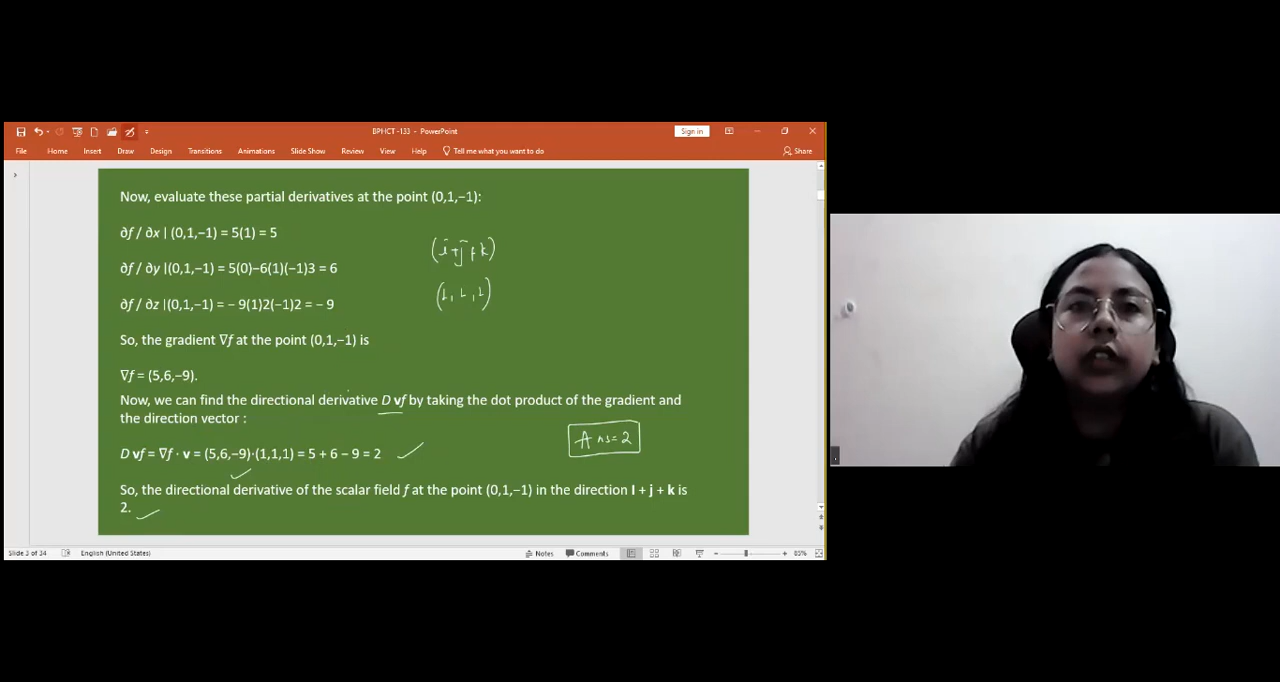 BPHCT -133 - PowerPoint
Sign in
File Home Insert Draw Design Transitions Animations Slide Show Review View Help Tell me what you want to do Share
Now, evaluate these partial derivatives at the point (0,1,−1):
∂f / ∂x | (0,1,−1) = 5(1) = 5
(i + j + k)
∂f / ∂y |(0,1,−1) = 5(0)−6(1)(−1)3 = 6
(1, 1, 1)
∂f / ∂z |(0,1,−1) = − 9(1)2(−1)2 = − 9
So, the gradient ∇f at the point (0,1,−1) is
∇f = (5,6,−9).
Now, we can find the directional derivative D vf by taking the dot product of the gradient and
the direction vector :
Ans = 2
D vf = ∇f · v = (5,6,−9)·(1,1,1) = 5 + 6 − 9 = 2
So, the directional derivative of the scalar field f at the point (0,1,−1) in the direction I + j + k is
2.
Slide 3 of 34 English (United States) Notes Comments 85%